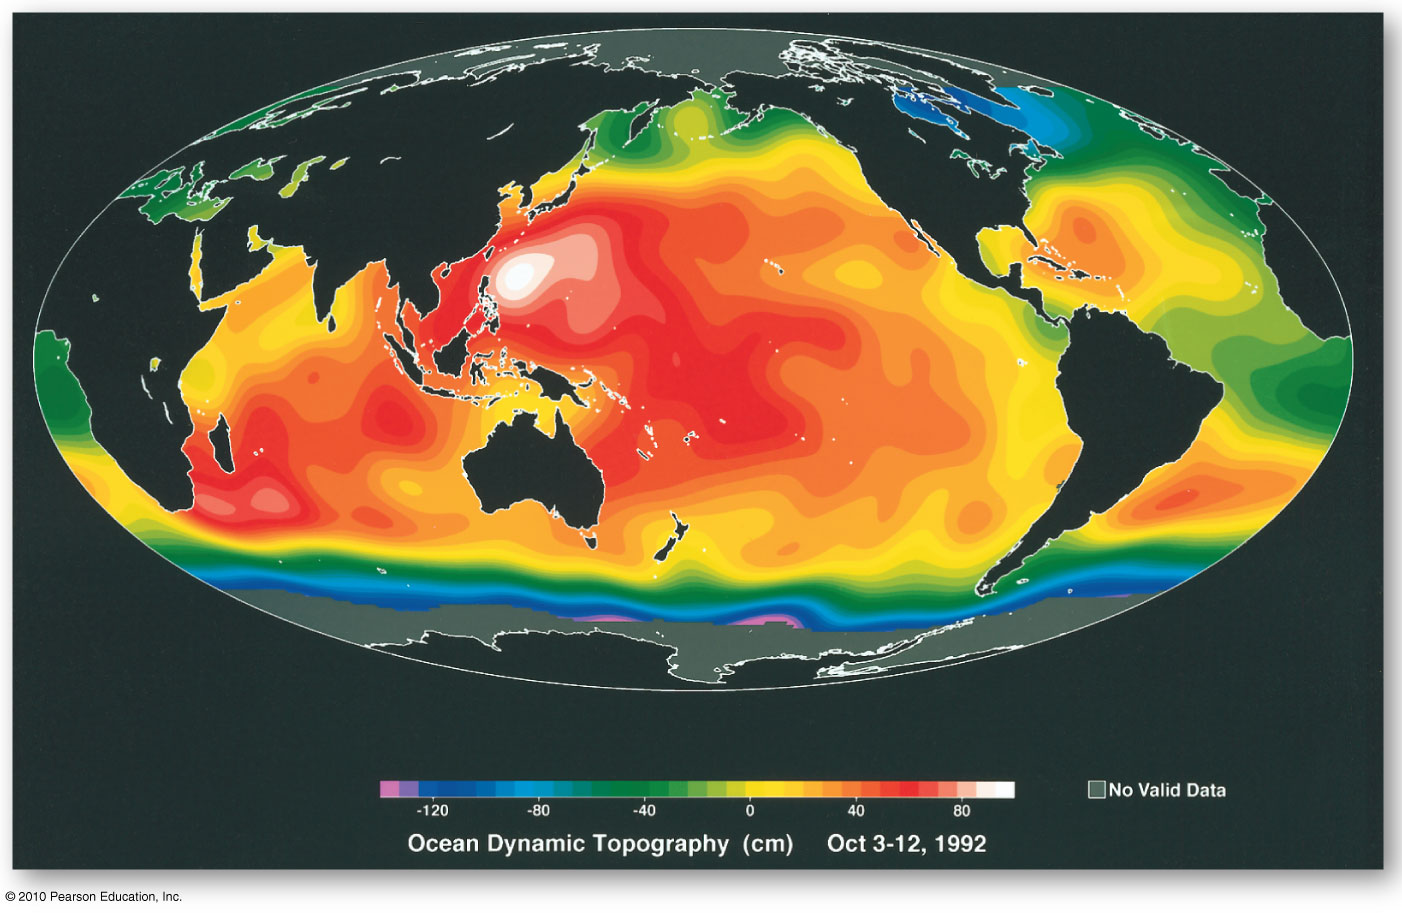 -120 -80 -40 0 40 80
No Valid Data
Ocean Dynamic Topography (cm) Oct 3-12, 1992
© 2010 Pearson Education, Inc.